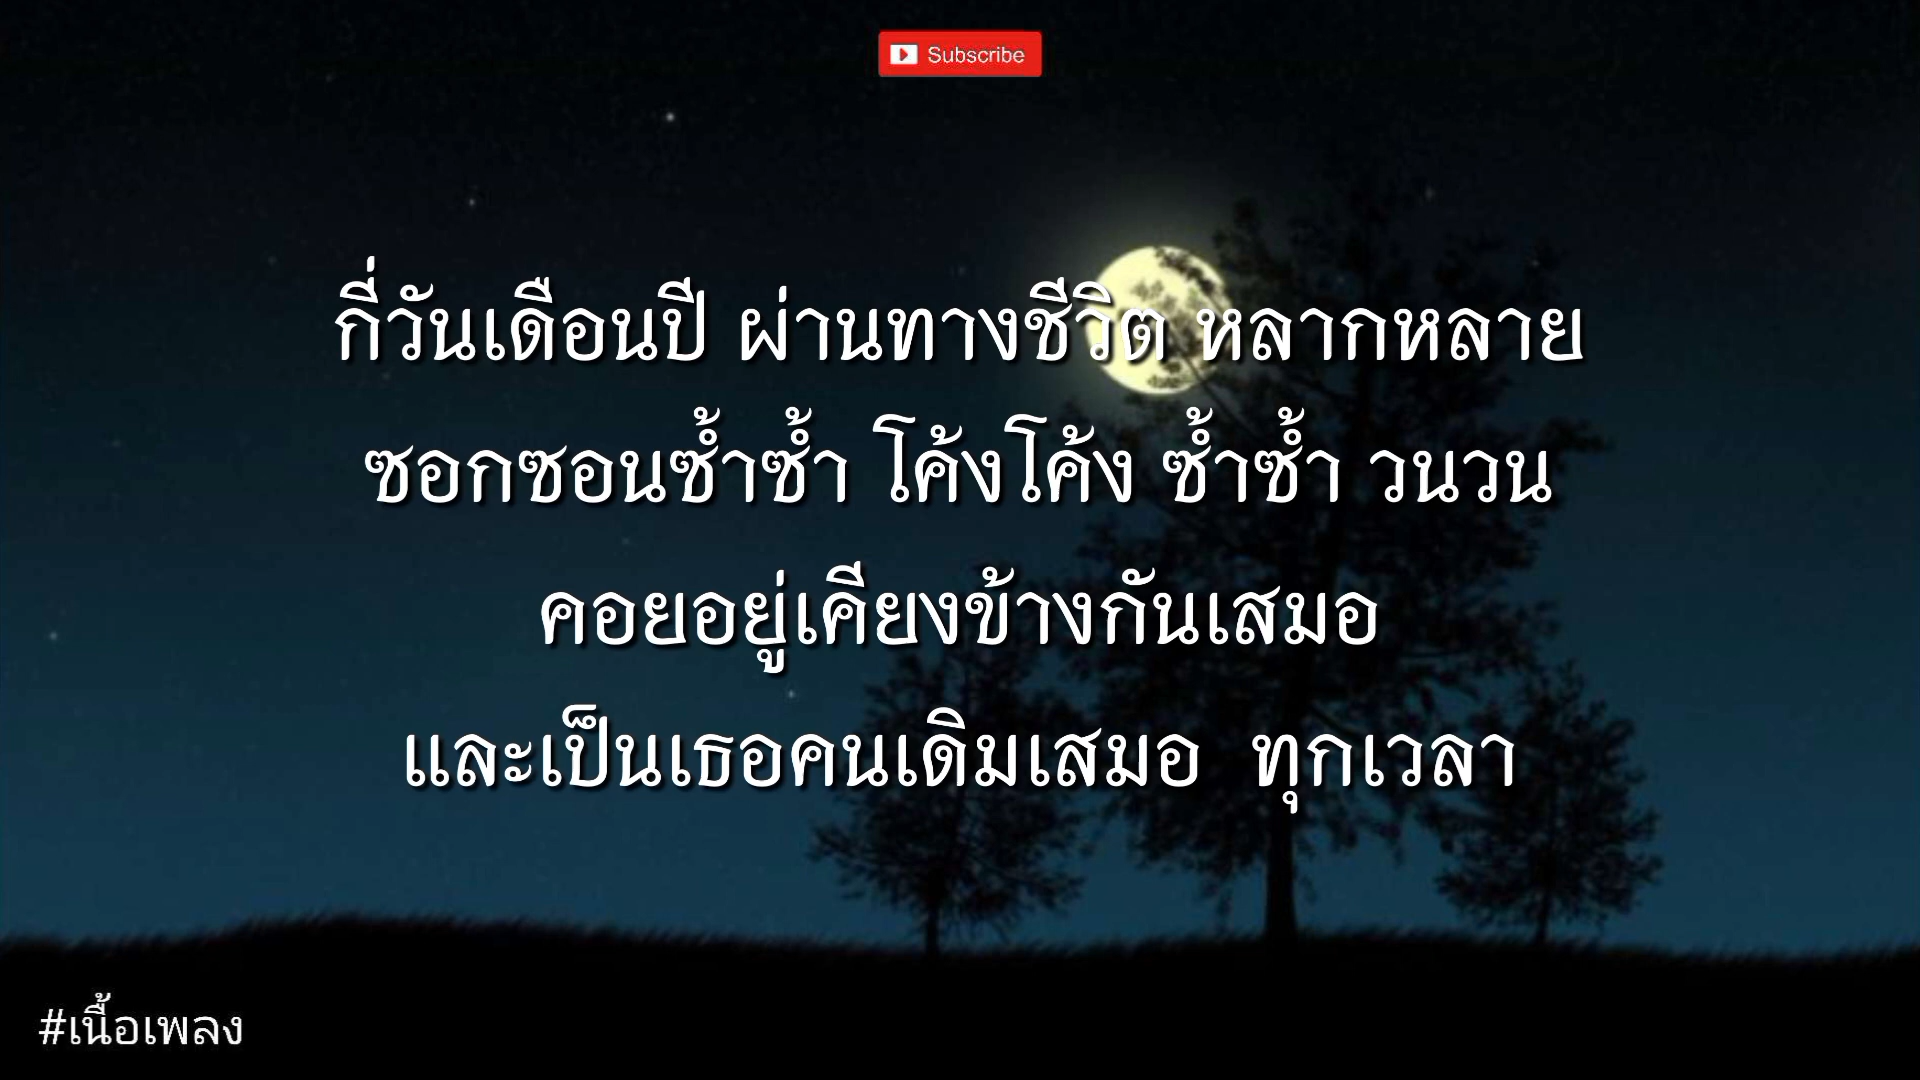 Subscribe
กี่วันเดือนปี ผ่านทางชีวิต หลากหลาย
ซอกซอนซ้ำซ้ำ โค้งโค้ง ซ้ำซ้ำ วนวน
คอยอยู่เคียงข้างกันเสมอ
และเป็นเธอคนเดิมเสมอ ทุกเวลา
#เนื้อเพลง